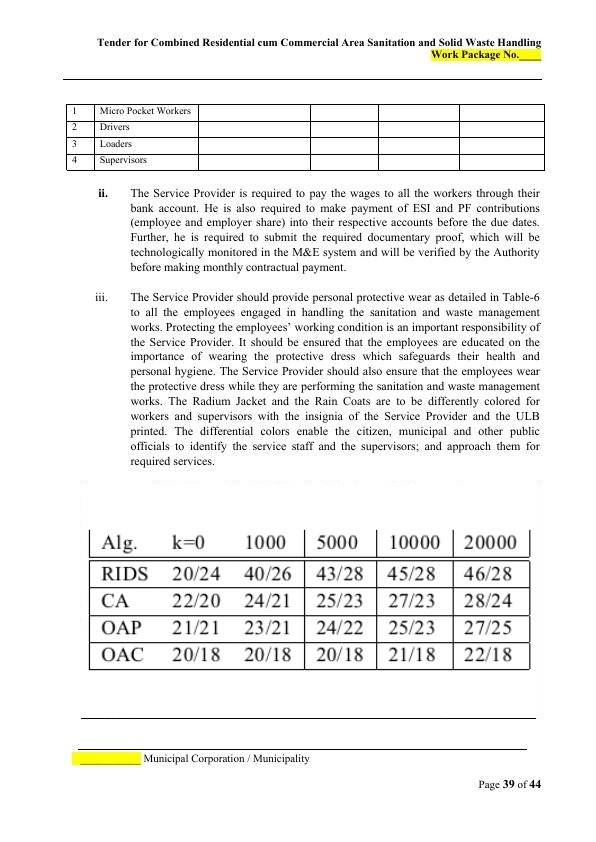 Tender for Combined Residential cum Commercial Area Sanitation and Solid Waste Handling
Work Package No.____
1 Micro Pocket Workers
2 Drivers
3 Loaders
4 Supervisors
ii. The Service Provider is required to pay the wages to all the workers through their
bank account. He is also required to make payment of ESI and PF contributions
(employee and employer share) into their respective accounts before the due dates.
Further, he is required to submit the required documentary proof, which will be
technologically monitored in the M&E system and will be verified by the Authority
before making monthly contractual payment.
iii. The Service Provider should provide personal protective wear as detailed in Table-6
to all the employees engaged in handling the sanitation and waste management
works. Protecting the employees’ working condition is an important responsibility of
the Service Provider. It should be ensured that the employees are educated on the
importance of wearing the protective dress which safeguards their health and
personal hygiene. The Service Provider should also ensure that the employees wear
the protective dress while they are performing the sanitation and waste management
works. The Radium Jacket and the Rain Coats are to be differently colored for
workers and supervisors with the insignia of the Service Provider and the ULB
printed. The differential colors enable the citizen, municipal and other public
officials to identify the service staff and the supervisors; and approach them for
required services.
Alg. k=0 1000 5000 10000 20000
RIDS 20/24 40/26 43/28 45/28 46/28
CA 22/20 24/21 25/23 27/23 28/24
OAP 21/21 23/21 24/22 25/23 27/25
OAC 20/18 20/18 20/18 21/18 22/18
___________ Municipal Corporation / Municipality
Page 39 of 44